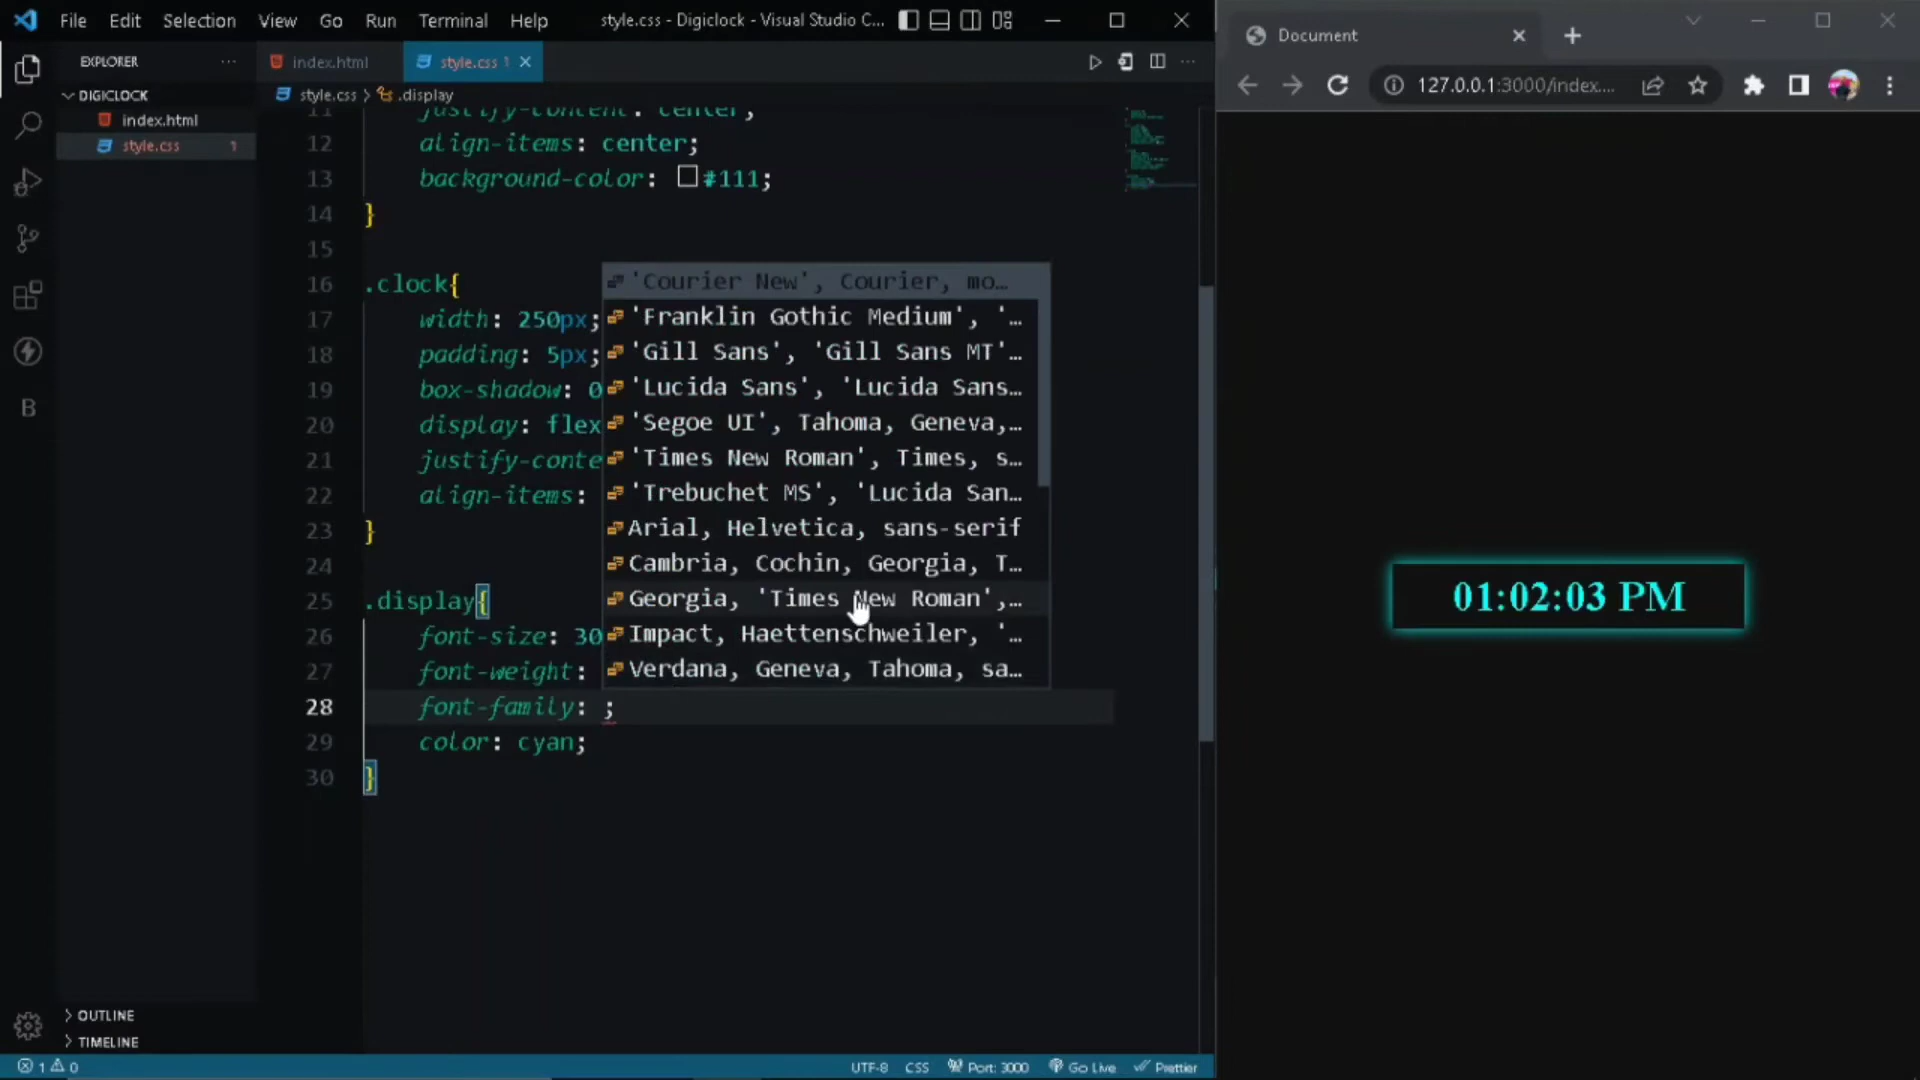 File Edit Selection View Go Run Terminal Help
style.css - Digiclock - Visual Studio C...
EXPLORER ...
DIGICLOCK
index.html
style.css 1
B
OUTLINE
TIMELINE
index.html
style.css 1
style.css > .display
11 justify-content: center;
12 align-items: center;
13 background-color: #111;
14 }
15
16 .clock{
17 width: 250px;
18 padding: 5px;
19 box-shadow: 0
20 display: flex
21 justify-conte
22 align-items:
23 }
24
25 .display{
26 font-size: 30
27 font-weight:
28 font-family: ;
29 color: cyan;
30 }
'Courier New', Courier, mo…
'Franklin Gothic Medium', '…
'Gill Sans', 'Gill Sans MT'…
'Lucida Sans', 'Lucida Sans…
'Segoe UI', Tahoma, Geneva,…
'Times New Roman', Times, s…
'Trebuchet MS', 'Lucida San…
Arial, Helvetica, sans-serif
Cambria, Cochin, Georgia, T…
Georgia, 'Times New Roman',…
Impact, Haettenschweiler, '…
Verdana, Geneva, Tahoma, sa…
1 0
UTF-8 CSS Port: 3000 Go Live Prettier
Document
127.0.0.1:3000/index....
01:02:03 PM